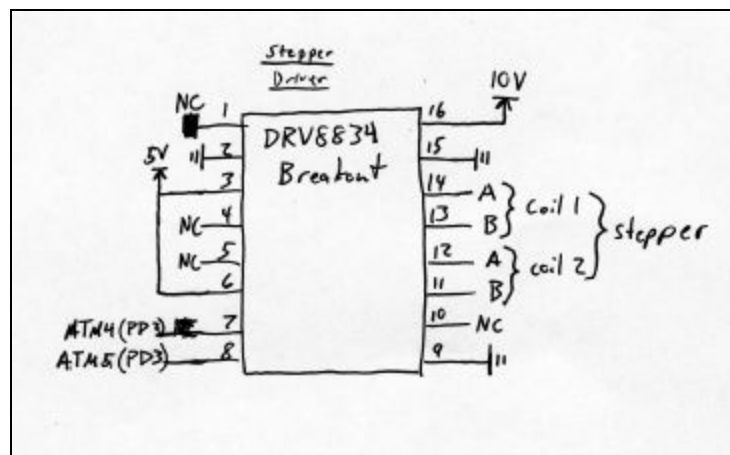 Stepper
Driver
NC 1
2
5V 3
NC 4
NC 5
6
ATM4(PD3) 7
ATM5(PD3) 8
DRV8834
Breakout
10V
16
15
14 A
13 B
coil 1
12 A
11 B
coil 2
stepper
10 NC
9